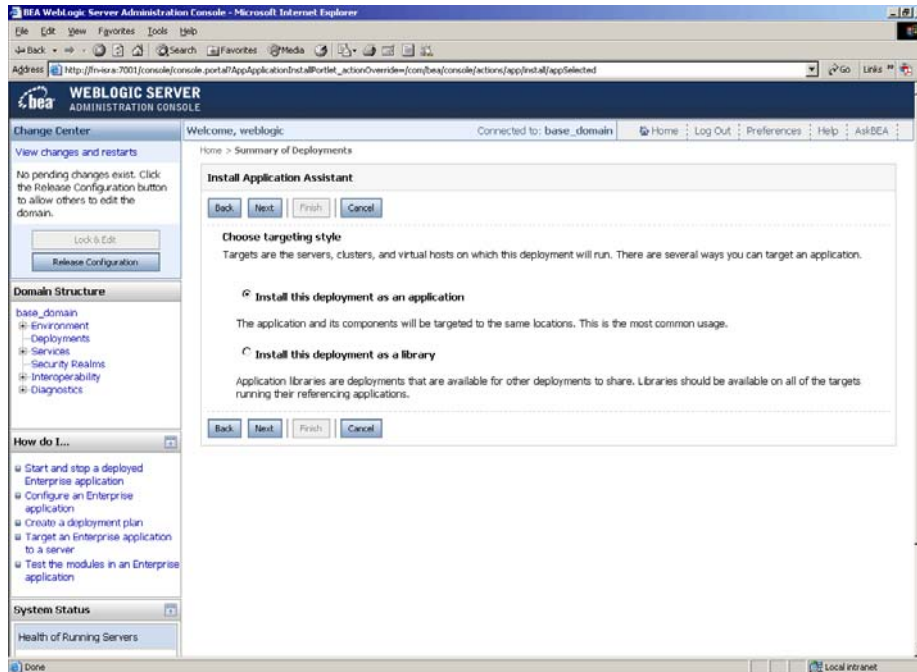 BEA WebLogic Server Administration Console - Microsoft Internet Explorer
File Edit View Favorites Tools Help
Back Search Favorites Media
Address http://fn-isra:7001/console/console.portal?AppApplicationInstallPortlet_actionOverride=/com/bea/console/actions/app/install/appSelected Go Links »
bea WEBLOGIC SERVER
ADMINISTRATION CONSOLE
Change Center
View changes and restarts
No pending changes exist. Click
the Release Configuration button
to allow others to edit the
domain.
Lock & Edit
Release Configuration
Domain Structure
base_domain
Environment
Deployments
Services
Security Realms
Interoperability
Diagnostics
How do I...
Start and stop a deployed
Enterprise application
Configure an Enterprise
application
Create a deployment plan
Target an Enterprise application
to a server
Test the modules in an Enterprise
application
System Status
Health of Running Servers
Welcome, weblogic Connected to: base_domain Home Log Out Preferences Help AskBEA
Home > Summary of Deployments
Install Application Assistant
Back Next Finish Cancel
Choose targeting style
Targets are the servers, clusters, and virtual hosts on which this deployment will run. There are several ways you can target an application.
Install this deployment as an application
The application and its components will be targeted to the same locations. This is the most common usage.
Install this deployment as a library
Application libraries are deployments that are available for other deployments to share. Libraries should be available on all of the targets
running their referencing applications.
Back Next Finish Cancel
Done Local intranet